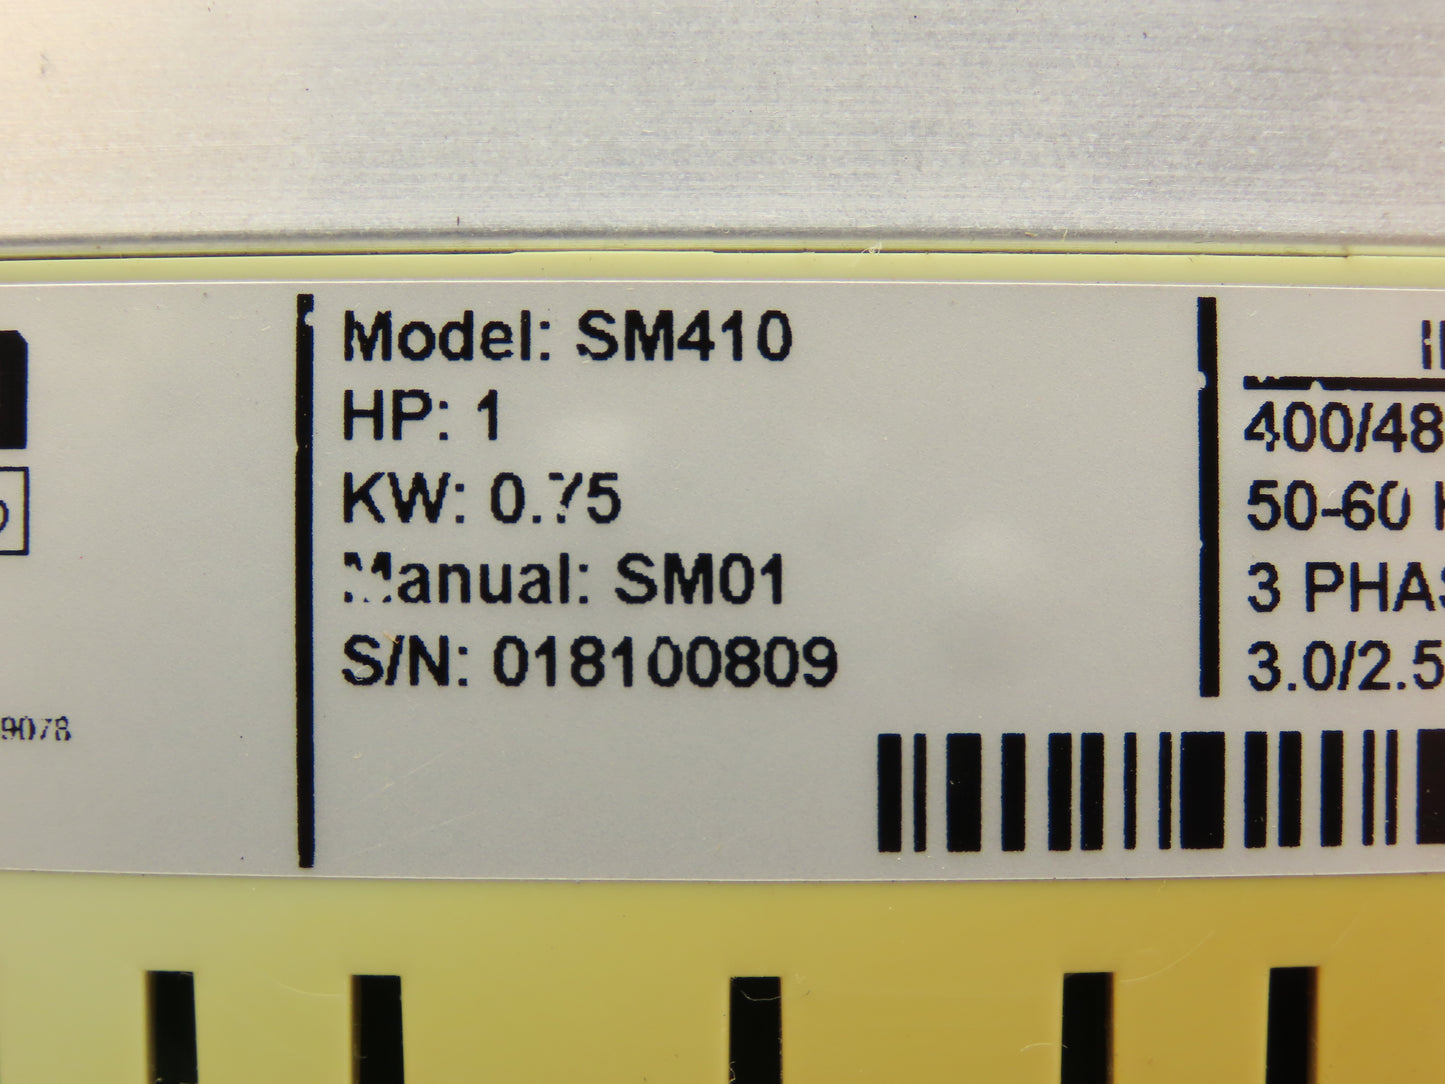 Model: SM410
HP: 1
KW: 0.75
Manual: SM01
S/N: 018100809
9078
400/48
50-60
3 PHAS
3.0/2.5